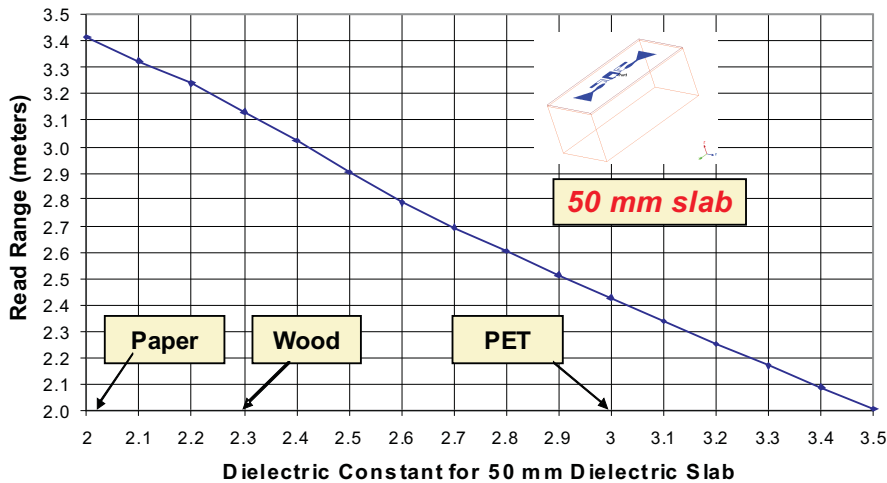 Read Range (meters)
3.5
3.4
3.3
3.2
3.1
3.0
2.9
2.8
2.7
2.6
2.5
2.4
2.3
2.2
2.1
2.0
50 mm slab
Paper
Wood
PET
2 2.1 2.2 2.3 2.4 2.5 2.6 2.7 2.8 2.9 3 3.1 3.2 3.3 3.4 3.5
Dielectric Constant for 50 mm Dielectric Slab